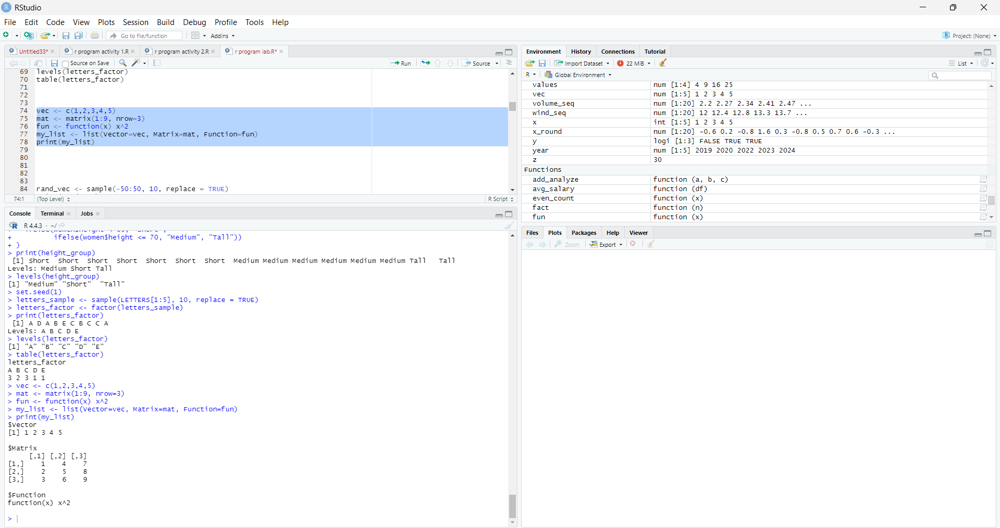 RStudio
File Edit Code View Plots Session Build Debug Profile Tools Help
Go to file/function Addins Project: (None)
Untitled33* r program activity 1.R r program activity 2.R r program lab.R*
Source on Save Run Source
69 levels(letters_factor)
70 table(letters_factor)
71
72
73
74 vec <- c(1,2,3,4,5)
75 mat <- matrix(1:9, nrow=3)
76 fun <- function(x) x^2
77 my_list <- list(Vector=vec, Matrix=mat, Function=fun)
78 print(my_list)
79
80
81
82
83
84 rand_vec <- sample(-50:50, 10, replace = TRUE)
74:1 (Top Level) R Script
Console Terminal Jobs
R 4.4.3 · ~/
+ ifelse(women$height <= 70, "Medium", "Tall"))
+ )
> print(height_group)
[1] Short Short Short Short Short Short Short Medium Medium Medium Medium Medium Medium Tall Tall
Levels: Medium Short Tall
> levels(height_group)
[1] "Medium" "Short" "Tall"
> set.seed(1)
> letters_sample <- sample(LETTERS[1:5], 10, replace = TRUE)
> letters_factor <- factor(letters_sample)
> print(letters_factor)
[1] A D A B E C B C C A
Levels: A B C D E
> levels(letters_factor)
[1] "A" "B" "C" "D" "E"
> table(letters_factor)
letters_factor
A B C D E
3 2 3 1 1
> vec <- c(1,2,3,4,5)
> mat <- matrix(1:9, nrow=3)
> fun <- function(x) x^2
> my_list <- list(Vector=vec, Matrix=mat, Function=fun)
> print(my_list)
$Vector
[1] 1 2 3 4 5
$Matrix
[,1] [,2] [,3]
[1,] 1 4 7
[2,] 2 5 8
[3,] 3 6 9
$Function
function(x) x^2
>
Environment History Connections Tutorial
Import Dataset 22 MiB List
R Global Environment
values num [1:4] 4 9 16 25
vec num [1:5] 1 2 3 4 5
volume_seq num [1:20] 2.2 2.27 2.34 2.41 2.47 ...
wind_seq num [1:20] 12 12.4 12.8 13.3 13.7 ...
x int [1:5] 1 2 3 4 5
x_round num [1:20] -0.6 0.2 -0.8 1.6 0.3 -0.8 0.5 0.7 0.6 -0.3 ...
y logi [1:3] FALSE TRUE TRUE
year num [1:5] 2019 2020 2022 2023 2024
z 30
Functions
add_analyze function (a, b, c)
avg_salary function (df)
even_count function (x)
fact function (n)
fun function (x)
Files Plots Packages Help Viewer
Zoom Export